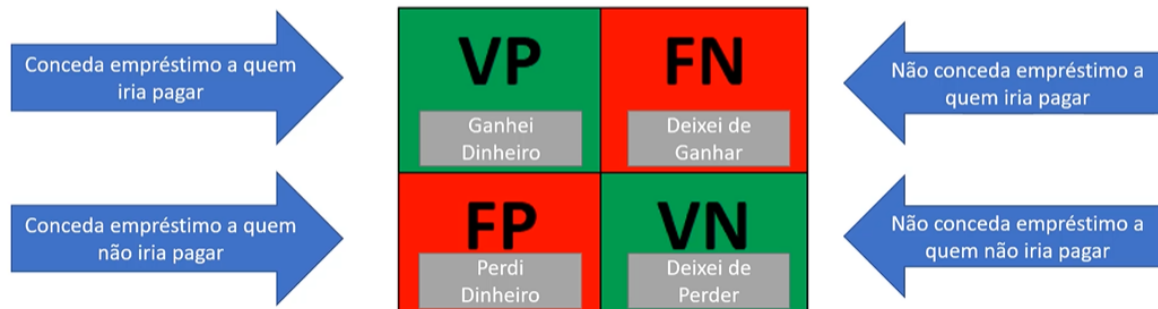 Conceda empréstimo a quem
iria pagar
VP
Ganhei
Dinheiro
FN
Deixei de
Ganhar
Não conceda empréstimo a
quem iria pagar
Conceda empréstimo a quem
não iria pagar
FP
Perdi
Dinheiro
VN
Deixei de
Perder
Não conceda empréstimo a
quem não iria pagar